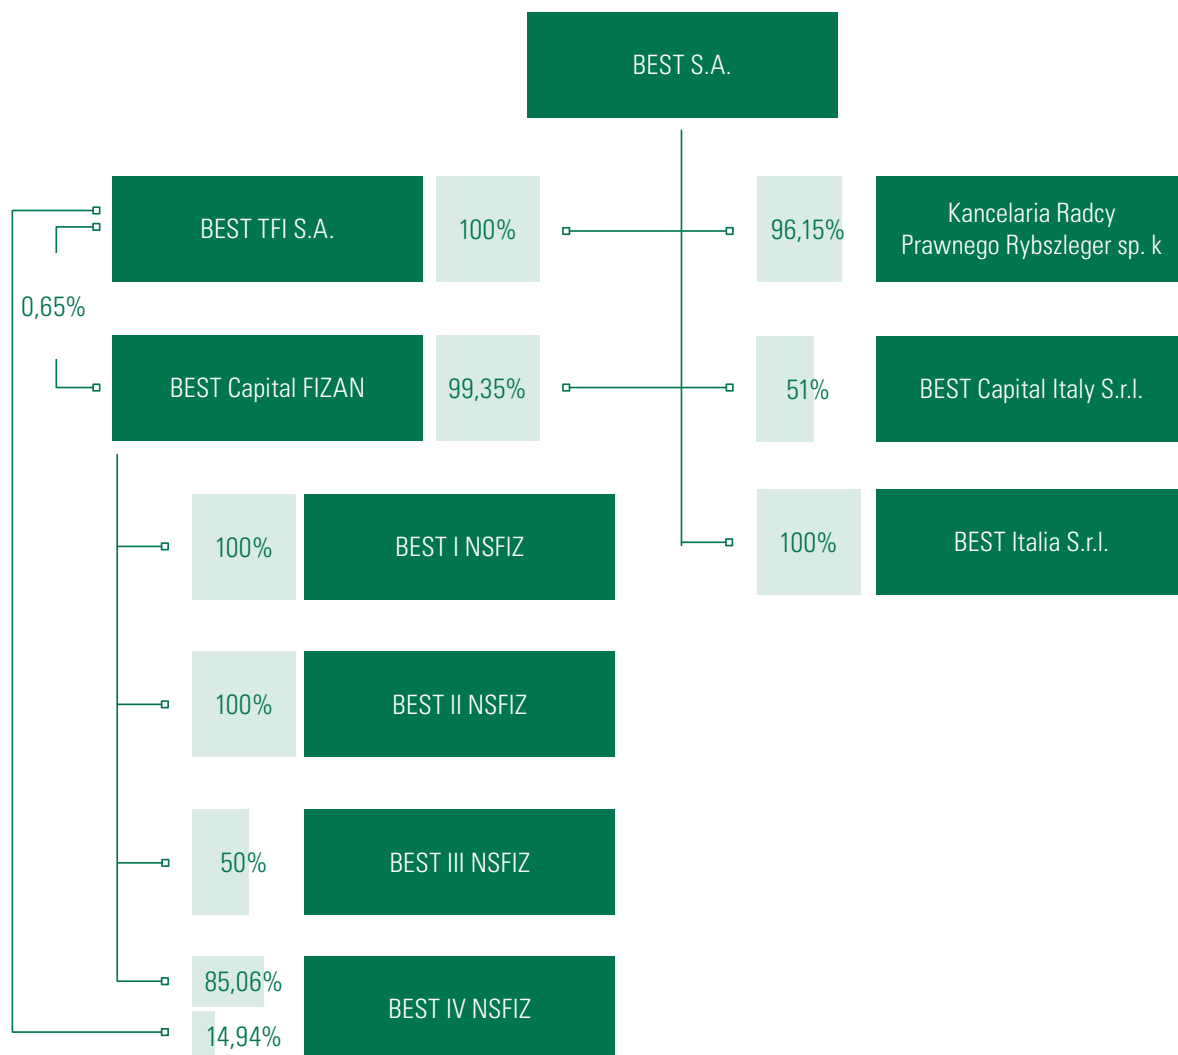 BEST S.A.
BEST TFI S.A.
100%
96,15%
Kancelaria Radcy
Prawnego Rybszleger sp. k
0,65%
BEST Capital FIZAN
99,35%
51%
BEST Capital Italy S.r.l.
100%
BEST I NSFIZ
100%
BEST Italia S.r.l.
100%
BEST II NSFIZ
50%
BEST III NSFIZ
85,06%
BEST IV NSFIZ
14,94%